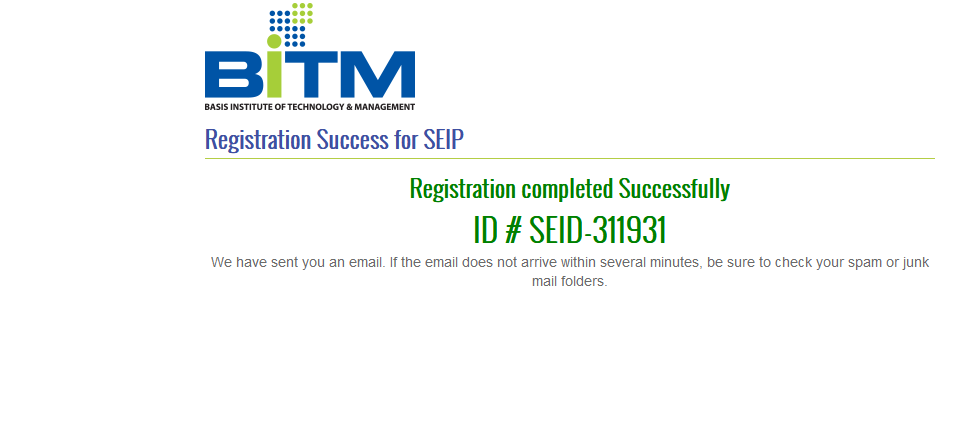 BiTM
BASIS INSTITUTE OF TECHNOLOGY & MANAGEMENT
Registration Success for SEIP
Registration completed Successfully
ID # SEID-311931
We have sent you an email. If the email does not arrive within several minutes, be sure to check your spam or junk
mail folders.